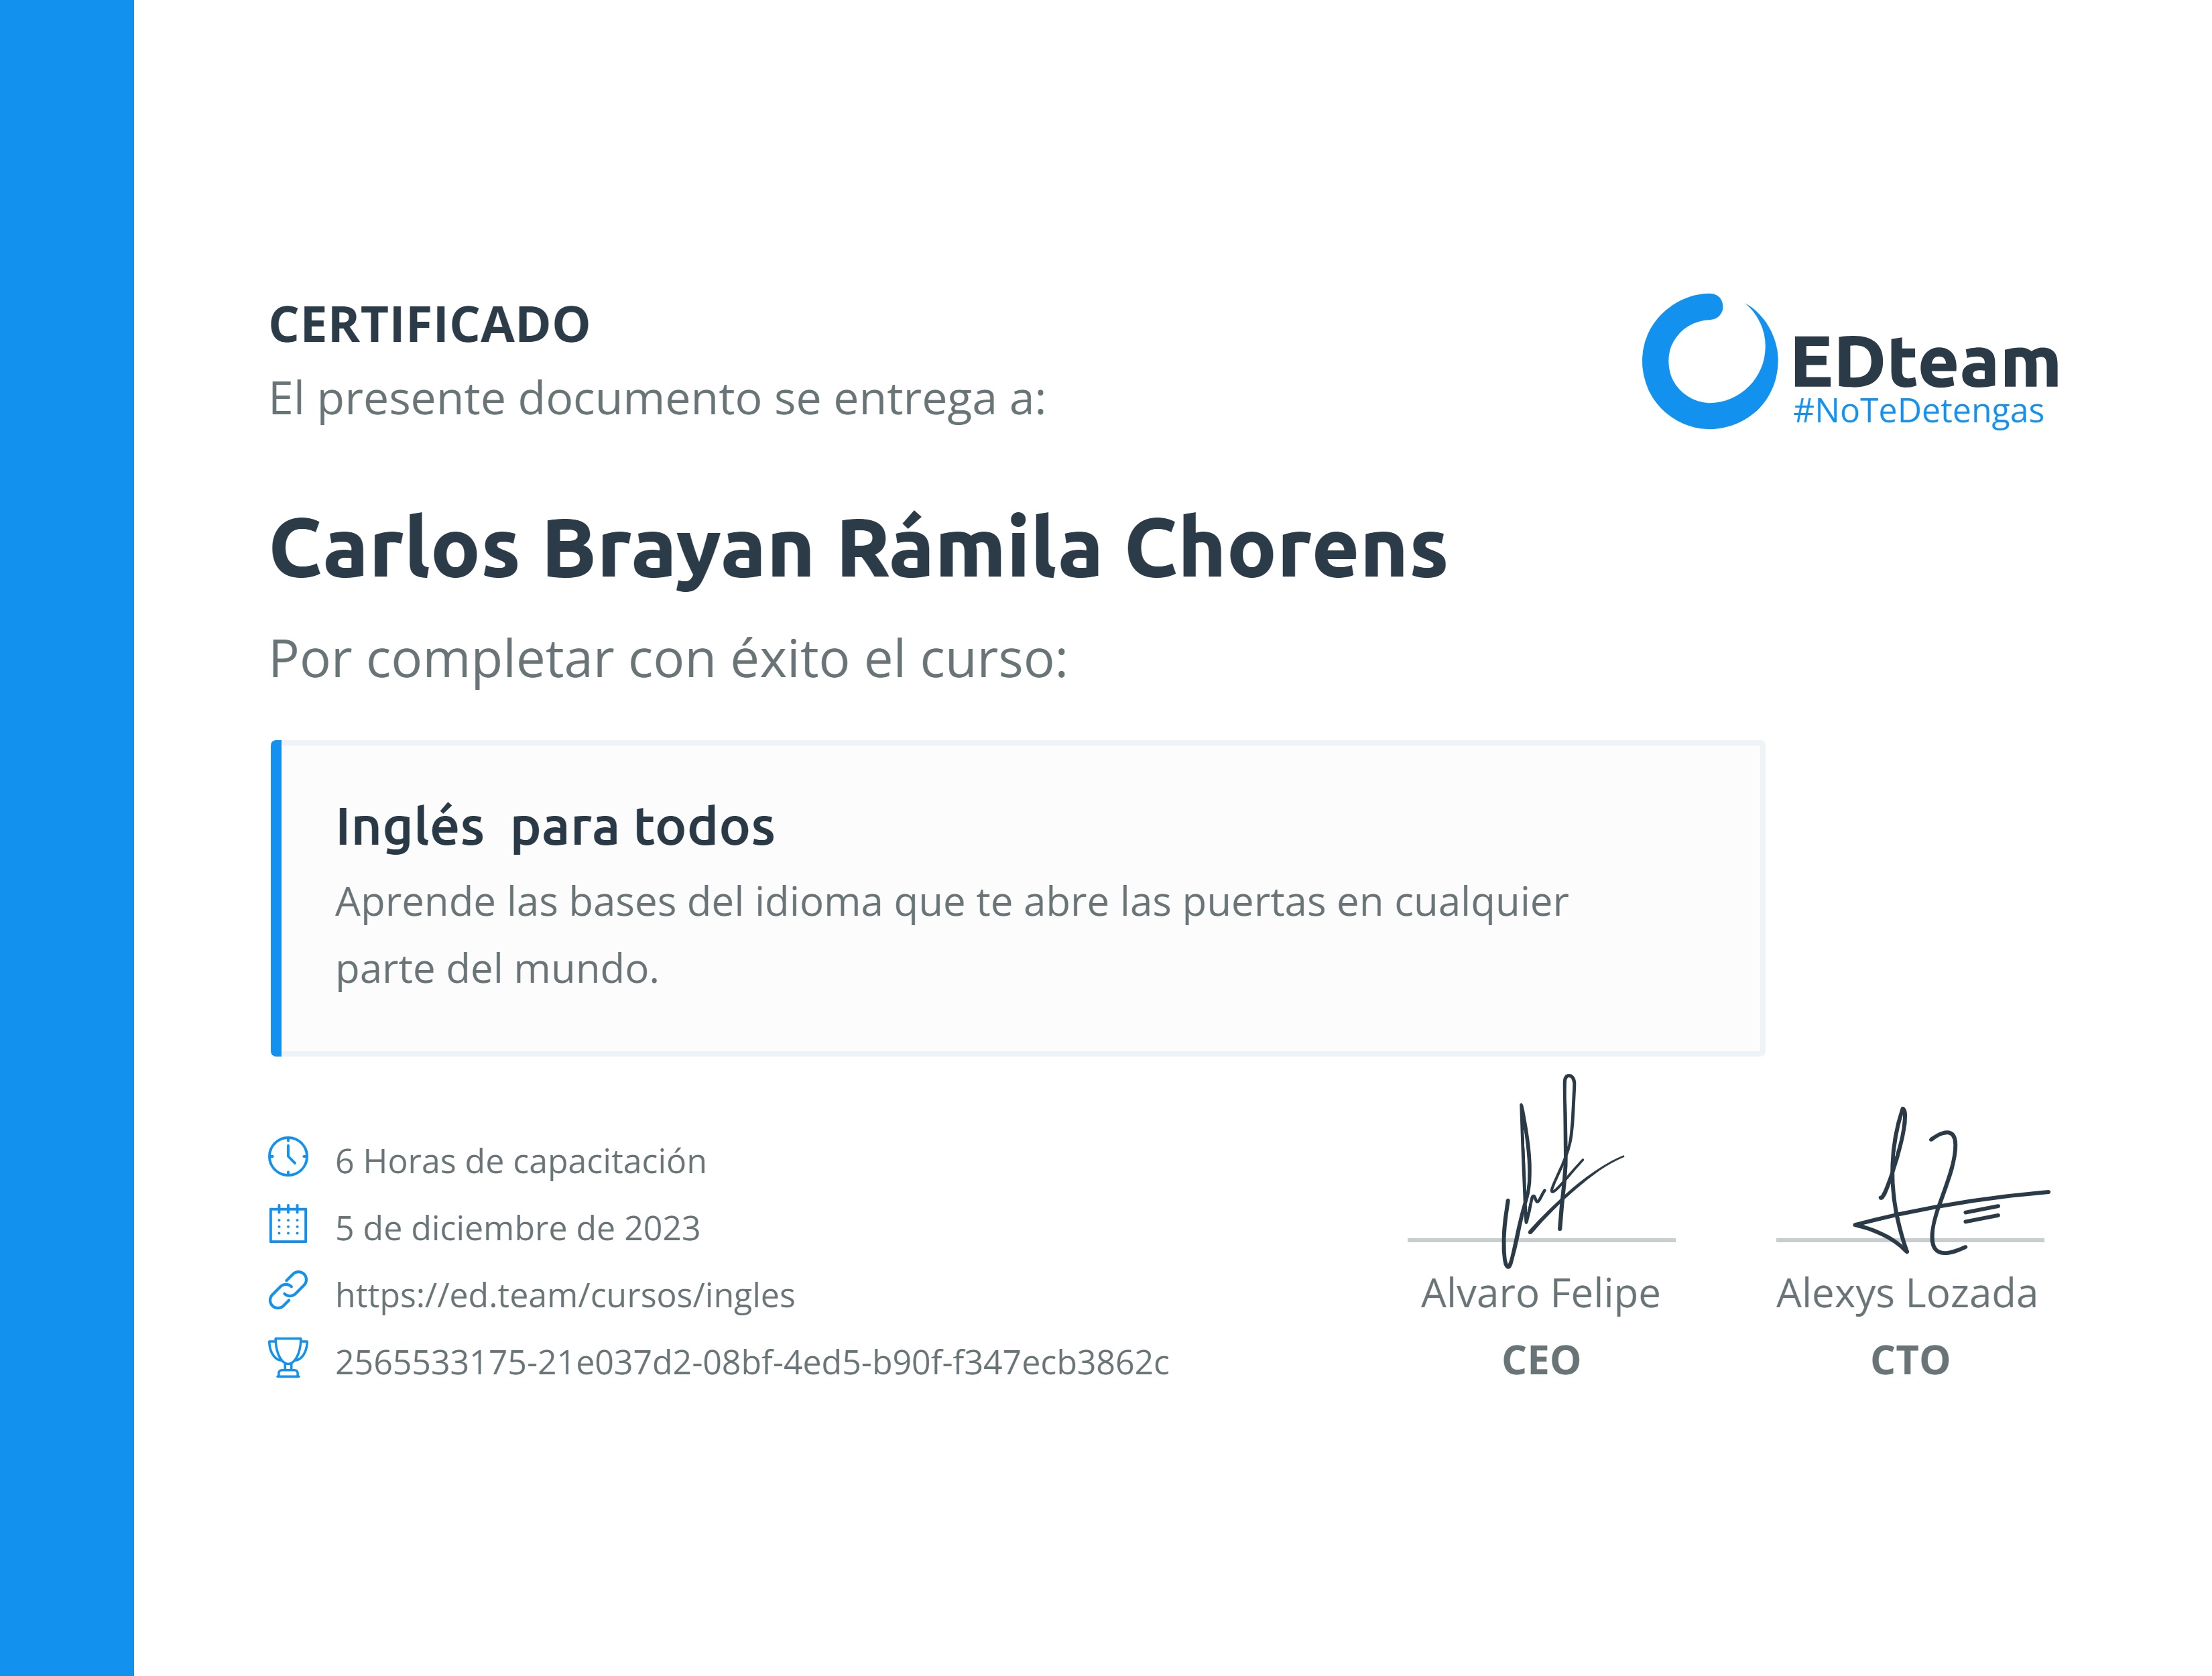 CERTIFICADO
El presente documento se entrega a:
EDteam
#NoTeDetengas
Carlos Brayan Rámila Chorens
Por completar con éxito el curso:
Inglés  para todos
Aprende las bases del idioma que te abre las puertas en cualquier
parte del mundo.
6 Horas de capacitación
5 de diciembre de 2023
https://ed.team/cursos/ingles
2565533175-21e037d2-08bf-4ed5-b90f-f347ecb3862c
Alvaro Felipe
CEO
Alexys Lozada
CTO